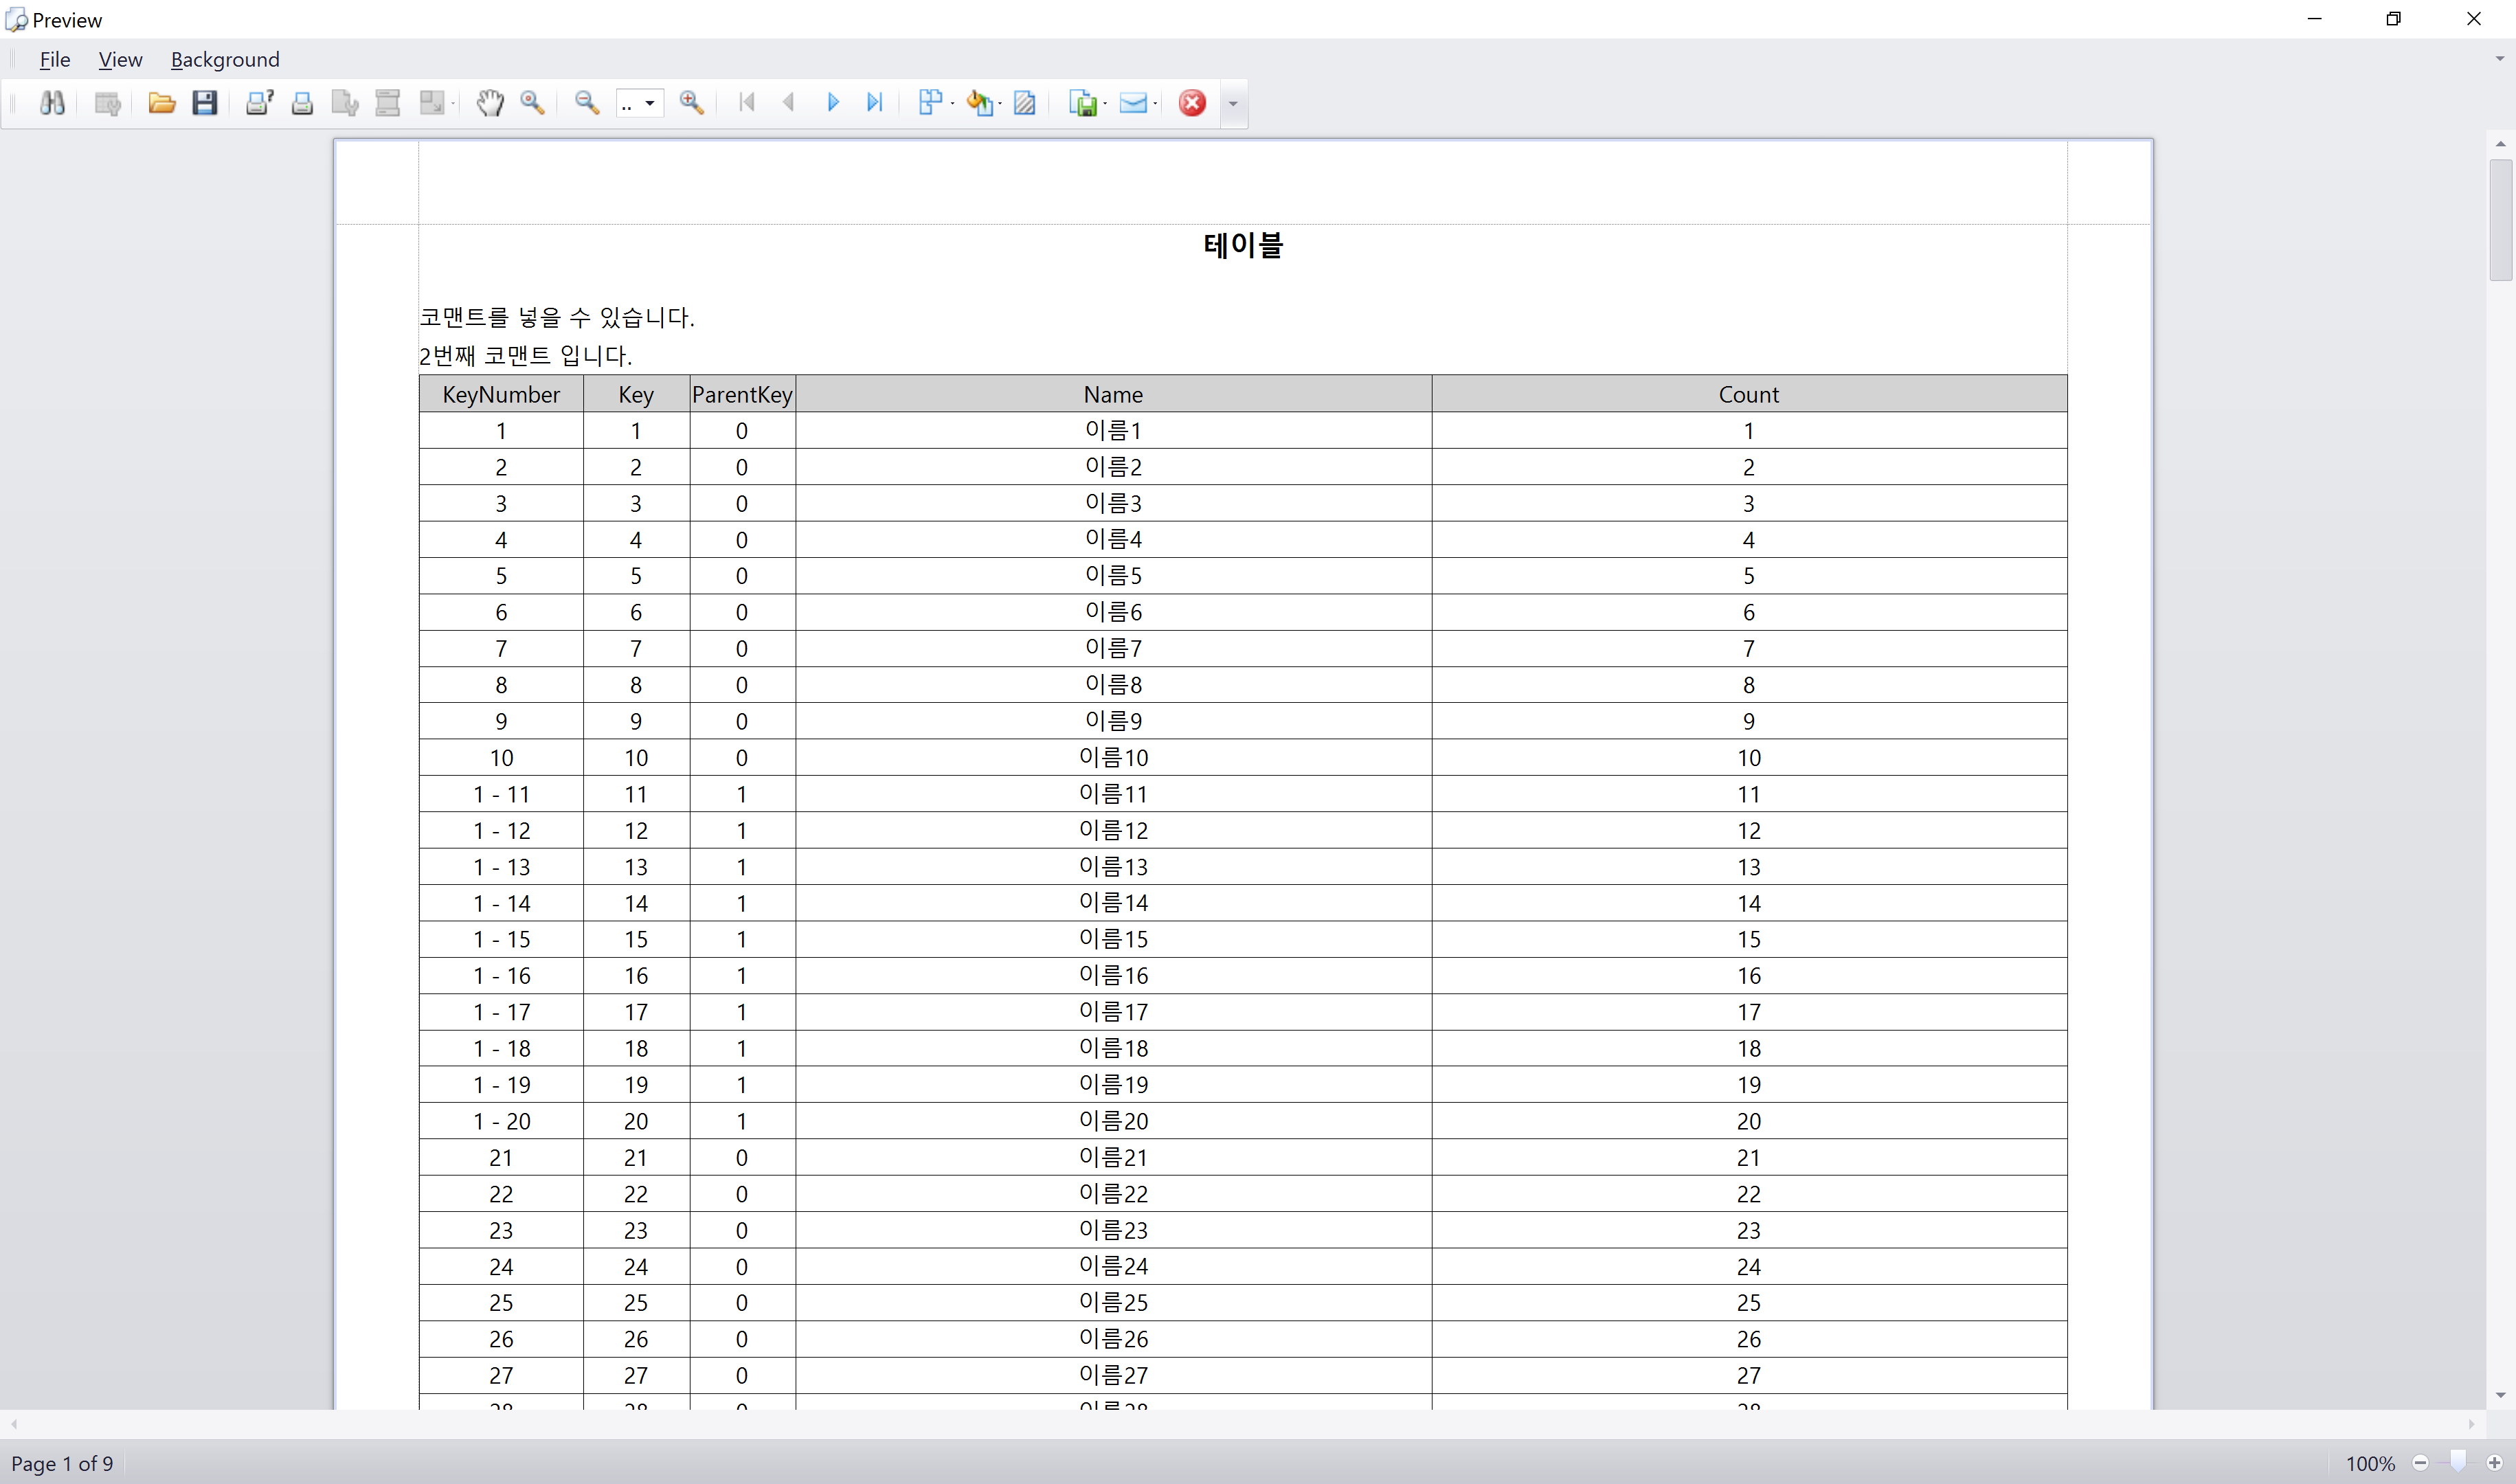 Preview
File View Background
..
테이블
코맨트를 넣을 수 있습니다.
2번째 코맨트 입니다.
KeyNumber Key ParentKey Name Count
1 1 0 이름1 1
2 2 0 이름2 2
3 3 0 이름3 3
4 4 0 이름4 4
5 5 0 이름5 5
6 6 0 이름6 6
7 7 0 이름7 7
8 8 0 이름8 8
9 9 0 이름9 9
10 10 0 이름10 10
1 - 11 11 1 이름11 11
1 - 12 12 1 이름12 12
1 - 13 13 1 이름13 13
1 - 14 14 1 이름14 14
1 - 15 15 1 이름15 15
1 - 16 16 1 이름16 16
1 - 17 17 1 이름17 17
1 - 18 18 1 이름18 18
1 - 19 19 1 이름19 19
1 - 20 20 1 이름20 20
21 21 0 이름21 21
22 22 0 이름22 22
23 23 0 이름23 23
24 24 0 이름24 24
25 25 0 이름25 25
26 26 0 이름26 26
27 27 0 이름27 27
Page 1 of 9 100%